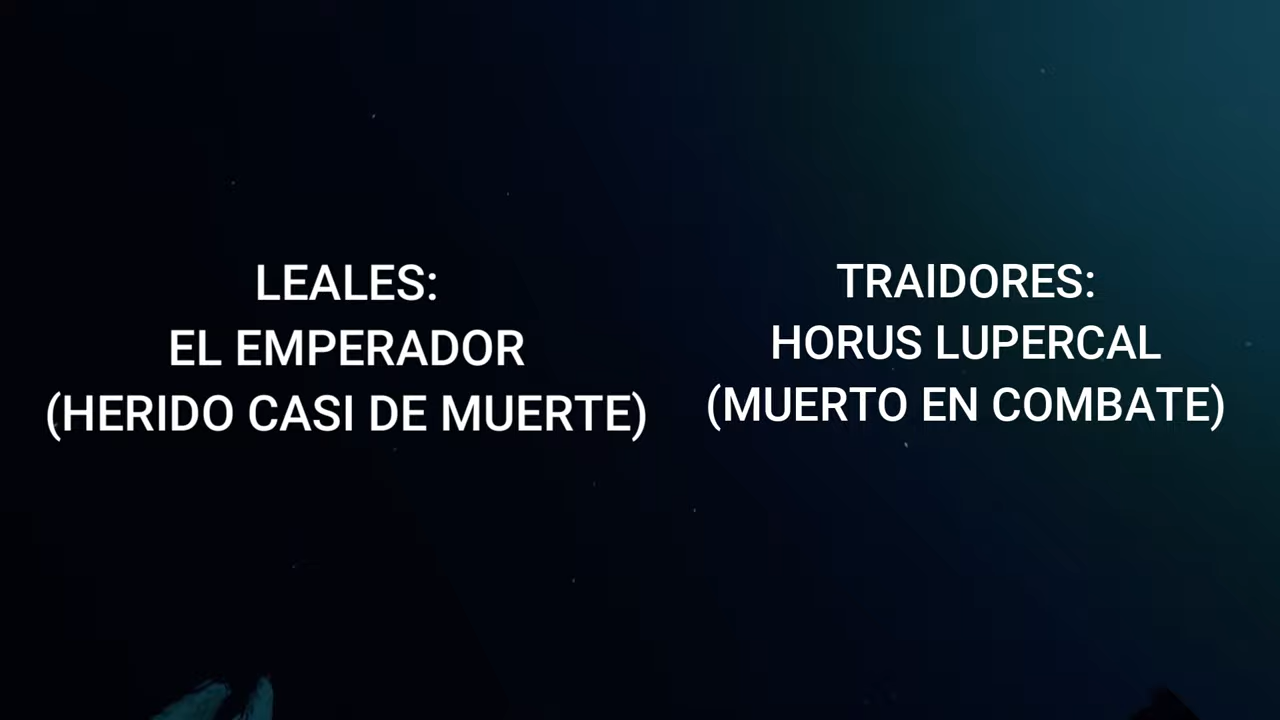 LEALES:
EL EMPERADOR
(HERIDO CASI DE MUERTE)
TRAIDORES:
HORUS LUPERCAL
(MUERTO EN COMBATE)